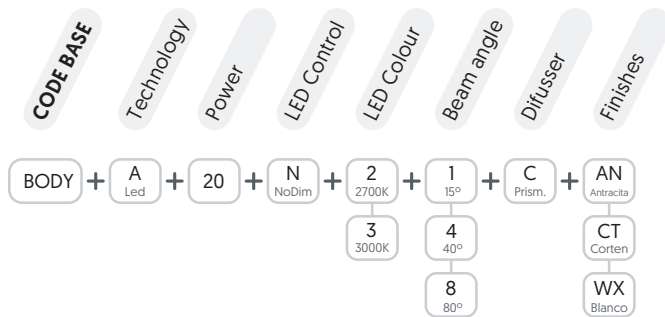 CODE BASE
Technology
Power
LED Control
LED Colour
Beam angle
Difusser
Finishes
BODY + A + 20 + N + 2 + 1 + C + AN
Led NoDim 2700K 15º Prism. Antracita
3 4 CT
3000K 40º Corten
8 WX
80º Blanco